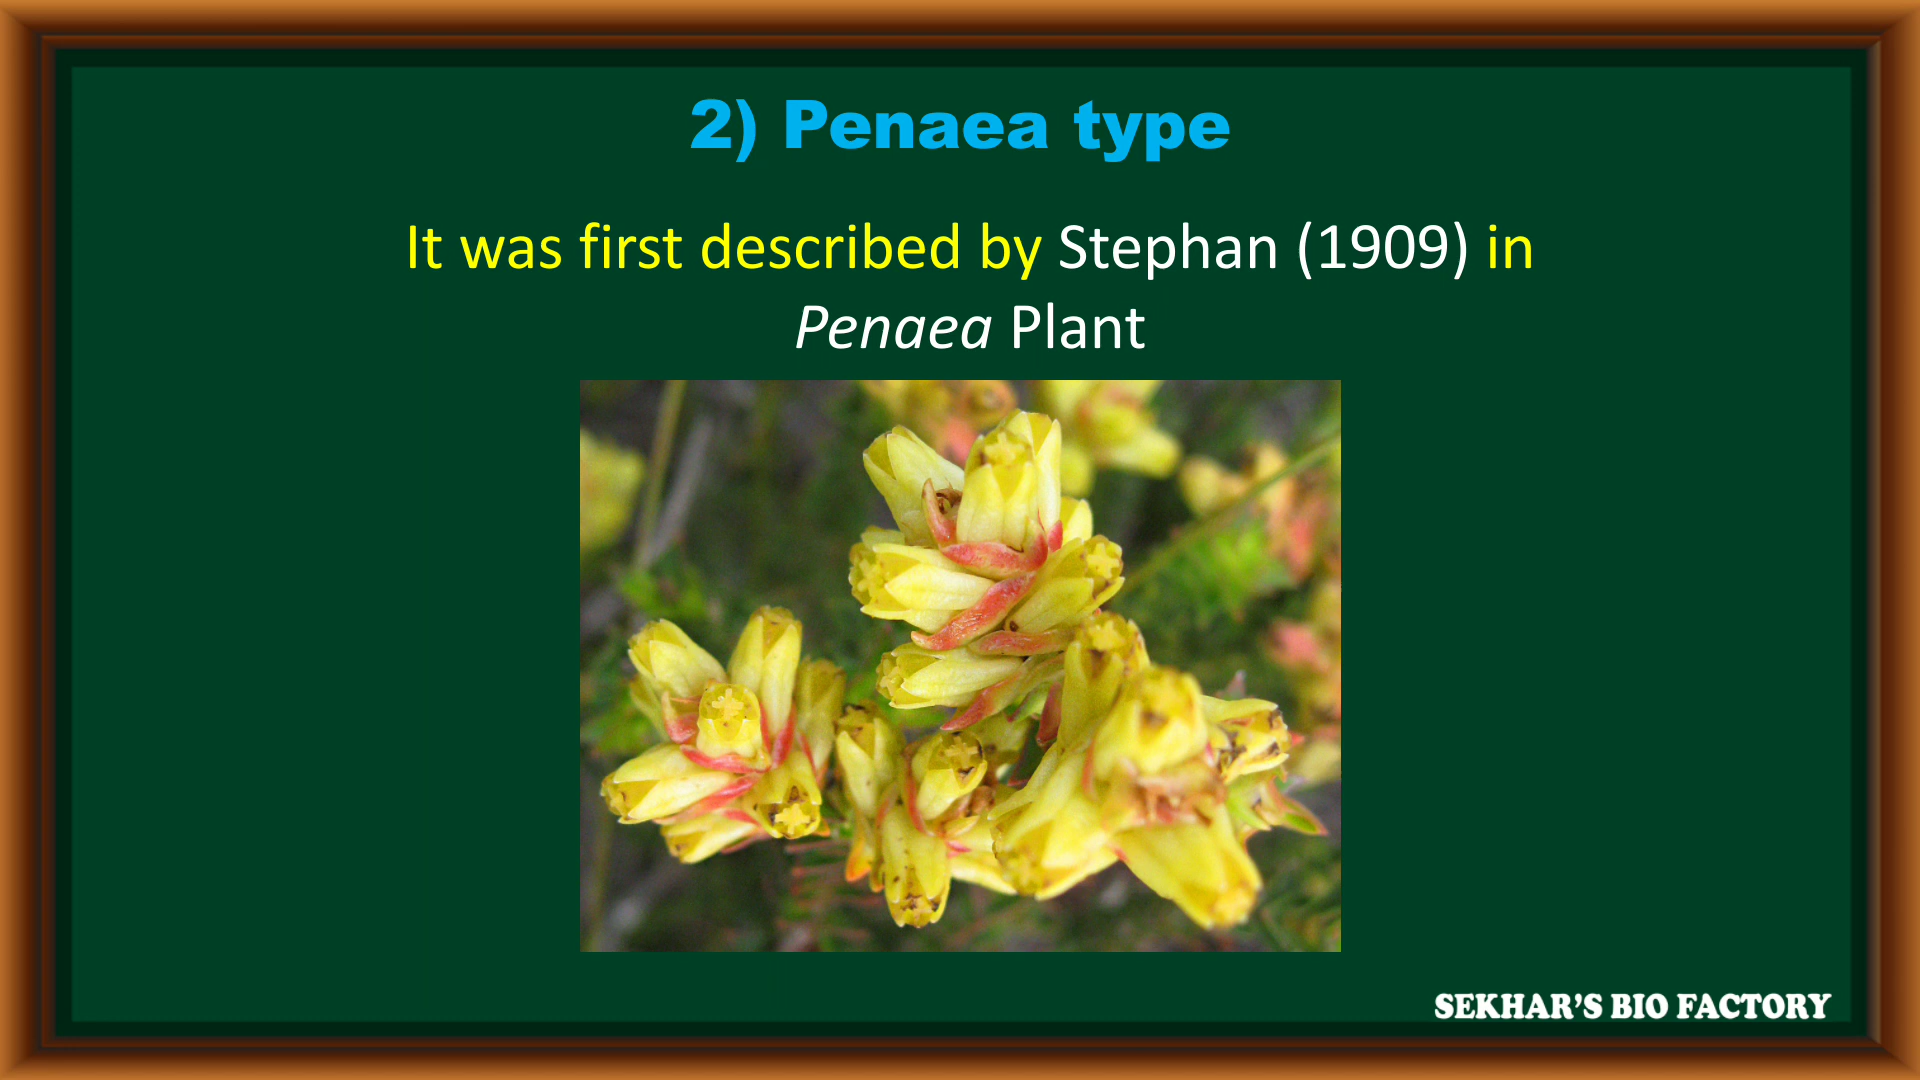 2) Penaea type
It was first described by Stephan (1909) in
Penaea Plant
SEKHAR'S BIO FACTORY